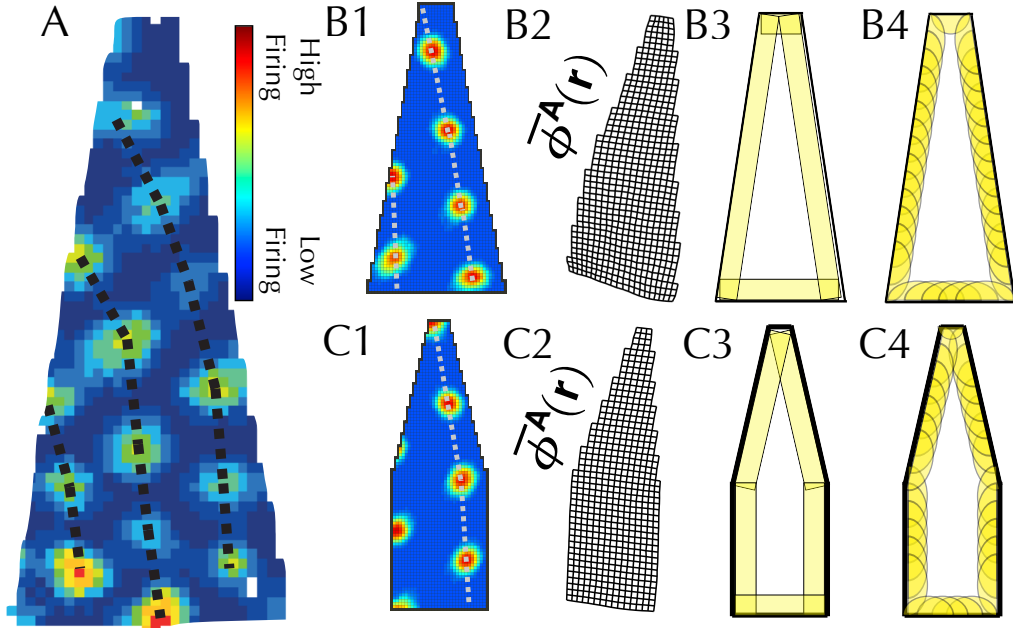 A
High
Firing
Low
Firing
B1
B2
B3
B4
ϕ̅ᴬ(r)
C1
C2
C3
C4
ϕ̅ᴬ(r)